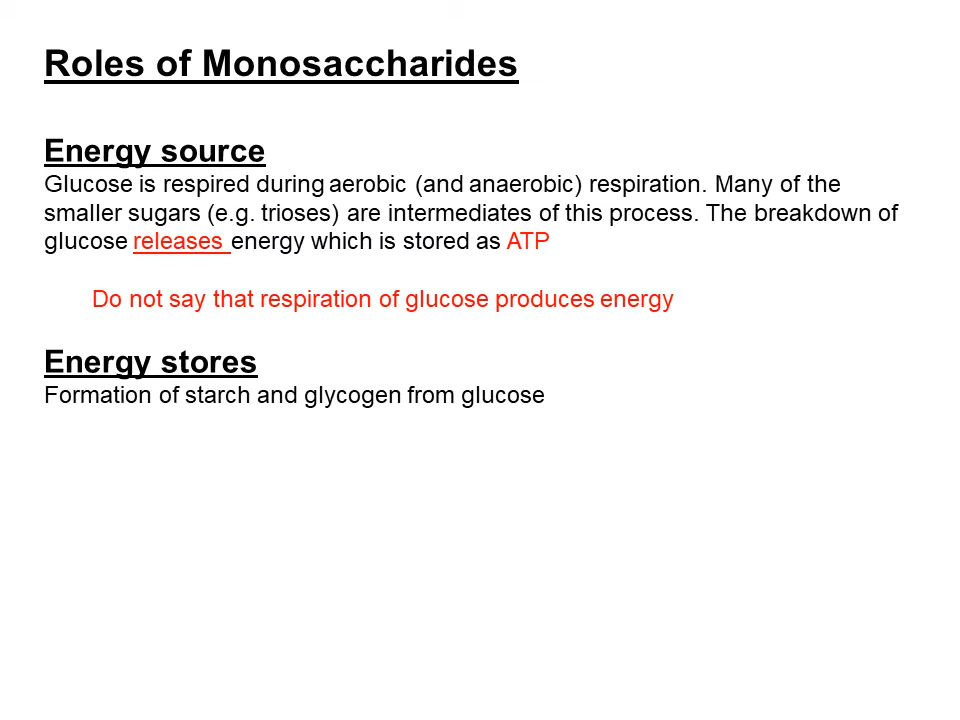 Roles of Monosaccharides
Energy source
Glucose is respired during aerobic (and anaerobic) respiration. Many of the
smaller sugars (e.g. trioses) are intermediates of this process. The breakdown of
glucose releases energy which is stored as ATP
Do not say that respiration of glucose produces energy
Energy stores
Formation of starch and glycogen from glucose